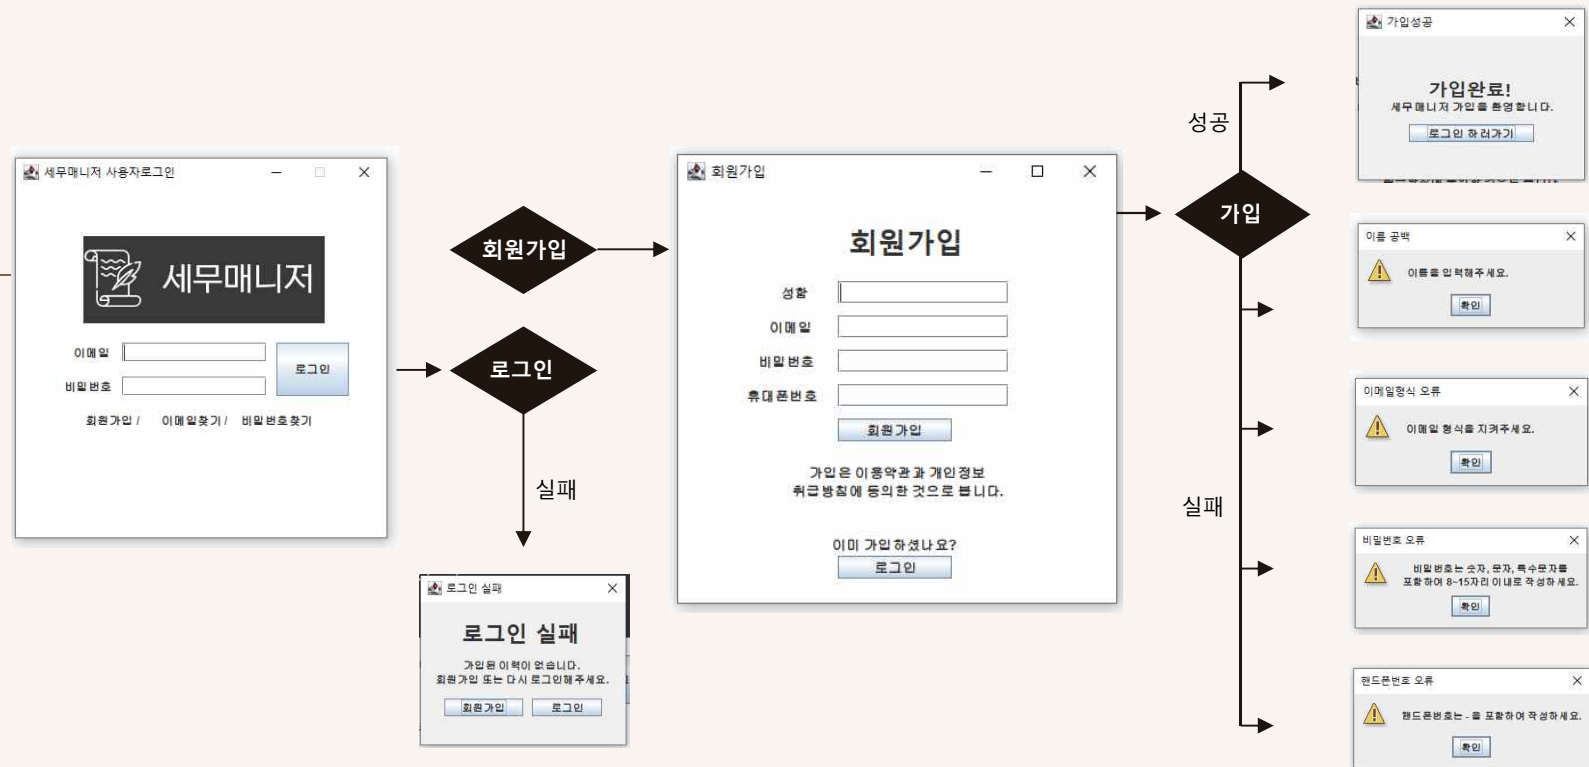 세무매니저 사용자로그인
세무매니저
이메일
비밀번호
로그인
회원가입 /
이메일찾기 /
비밀번호찾기
회원가입
로그인
실패
로그인 실패
로그인 실패
가입된 이력이 없습니다.
회원가입 또는 다시 로그인해주세요.
회원가입
로그인
회원가입
회원가입
성함
이메일
비밀번호
휴대폰번호
회원가입
가입은 이용약관과 개인정보
취급방침에 동의한 것으로 봅니다.
이미 가입하셨나요?
로그인
가입
성공
실패
가입성공
가입완료!
세무매니저 가입을 환영합니다.
로그인 하러가기
이름 공백
이름을 입력해주세요.
확인
이메일형식 오류
이메일 형식을 지켜주세요.
확인
비밀번호 오류
비밀번호는 숫자, 문자, 특수문자를
포함하여 8~15자리 이내로 작성하세요.
확인
핸드폰번호 오류
핸드폰번호는 - 을 포함하여 작성하세요.
확인